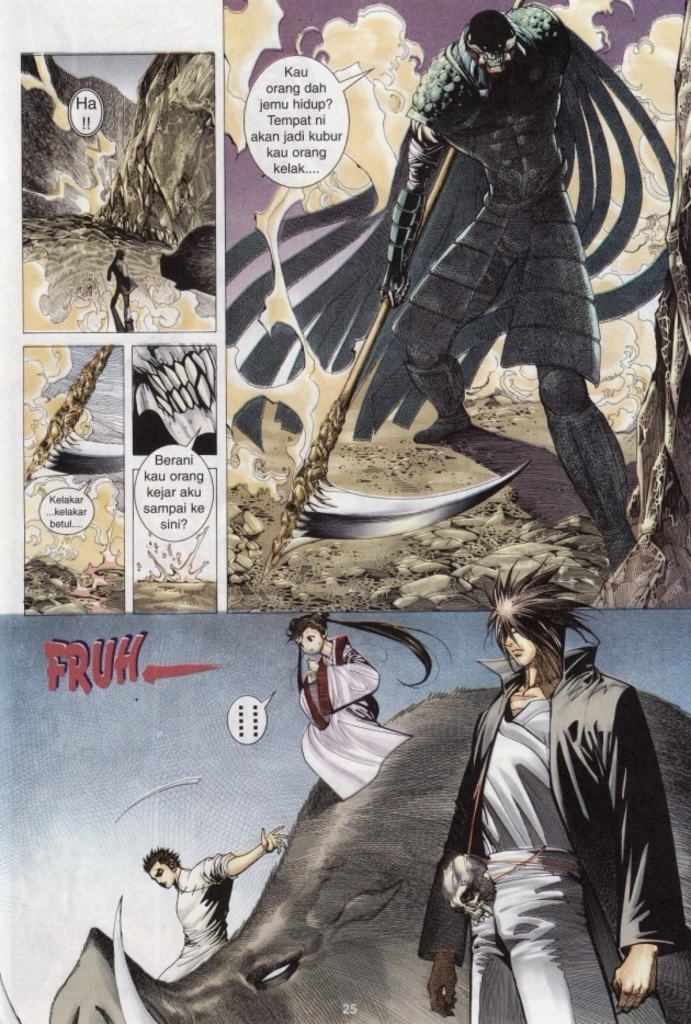 Ha
!!
Kau
orang dah
jemu hidup?
Tempat ni
akan jadi kubur
kau orang
kelak....
Kelakar
...kelakar
betul....
Berani
kau orang
kejar aku
sampai ke
sini?
FRUH
......
25